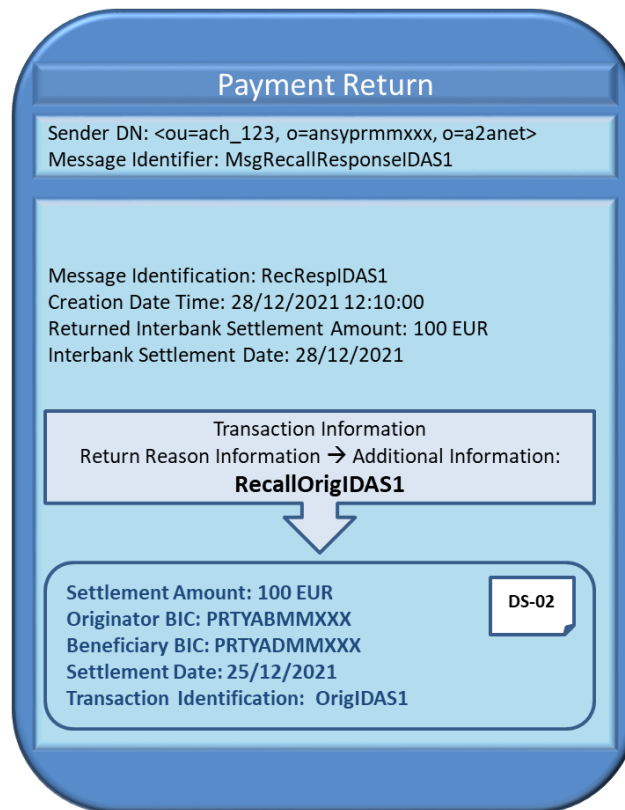 Payment Return
Sender DN: <ou=ach_123, o=ansyprmmxxx, o=a2anet>
Message Identifier: MsgRecallResponseIDAS1
Message Identification: RecRespIDAS1
Creation Date Time: 28/12/2021 12:10:00
Returned Interbank Settlement Amount: 100 EUR
Interbank Settlement Date: 28/12/2021
Transaction Information
Return Reason Information → Additional Information:
RecallOrigIDAS1
Settlement Amount: 100 EUR
Originator BIC: PRTYABMMXXX
Beneficiary BIC: PRTYADMMXXX
Settlement Date: 25/12/2021
Transaction Identification: OrigIDAS1
DS-02